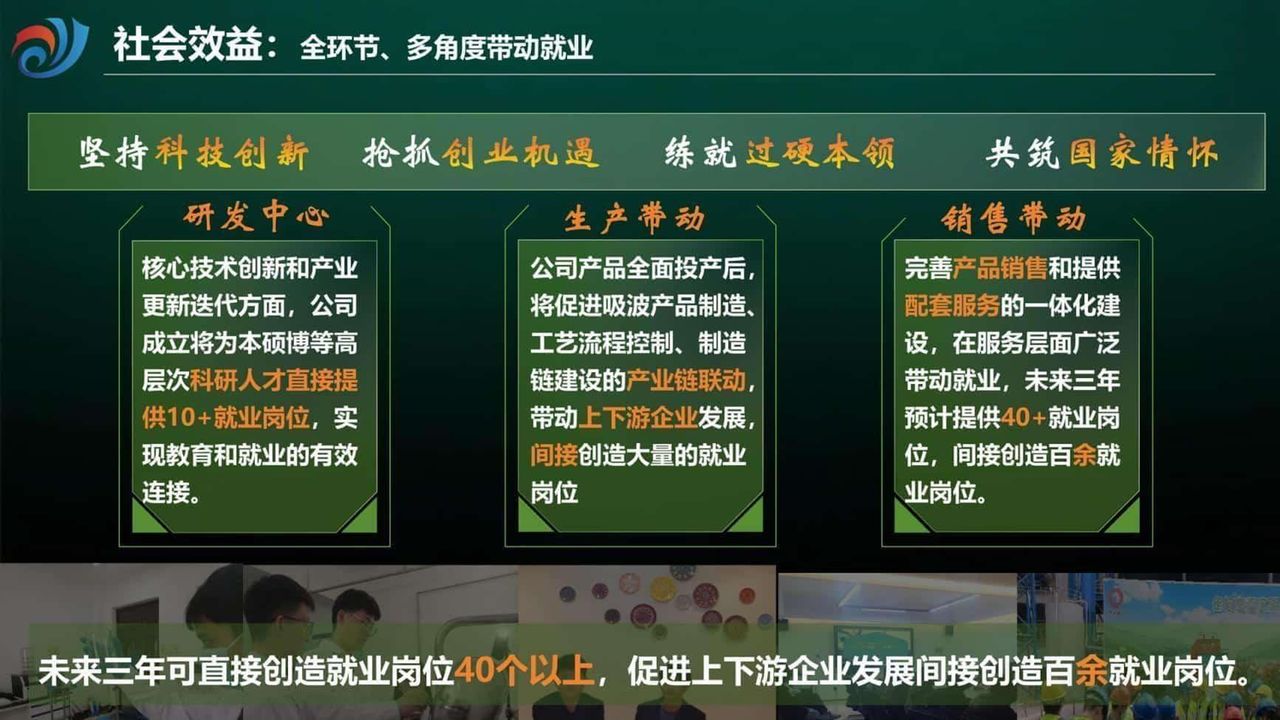 社会效益：全环节、多角度带动就业
坚持科技创新 抢抓创业机遇 练就过硬本领 共筑国家情怀
研发中心
核心技术创新和产业
更新迭代方面，公司
成立将为本硕博等高
层次科研人才直接提
供10+就业岗位，实
现教育和就业的有效
连接。
生产带动
公司产品全面投产后，
将促进吸波产品制造、
工艺流程控制、制造
链建设的产业链联动，
带动上下游企业发展，
间接创造大量的就业
岗位
销售带动
完善产品销售和提供
配套服务的一体化建
设，在服务层面广泛
带动就业，未来三年
预计提供40+就业岗
位，间接创造百余就
业岗位。
未来三年可直接创造就业岗位40个以上，促进上下游企业发展间接创造百余就业岗位。